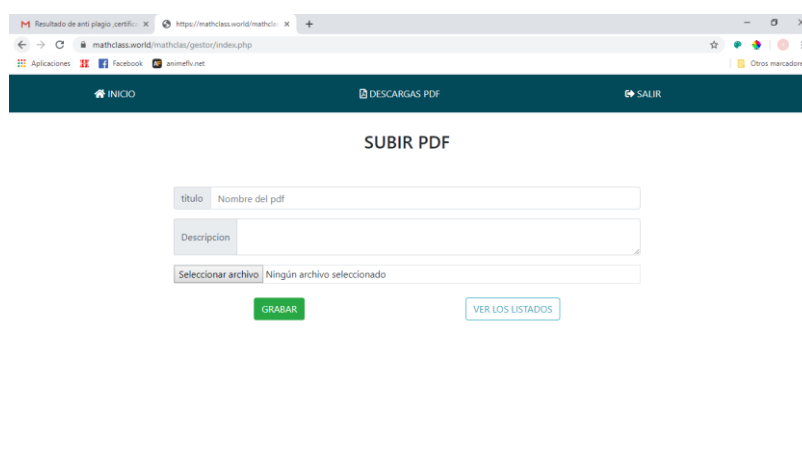 Resultado de anti plagio ,certific
https://mathclass.world/mathcla
mathclass.world/mathclas/gestor/index.php
Aplicaciones Facebook animeflv.net Otros marcadore
INICIO DESCARGAS PDF SALIR
SUBIR PDF
titulo Nombre del pdf
Descripcion
Seleccionar archivo Ningún archivo seleccionado
GRABAR VER LOS LISTADOS